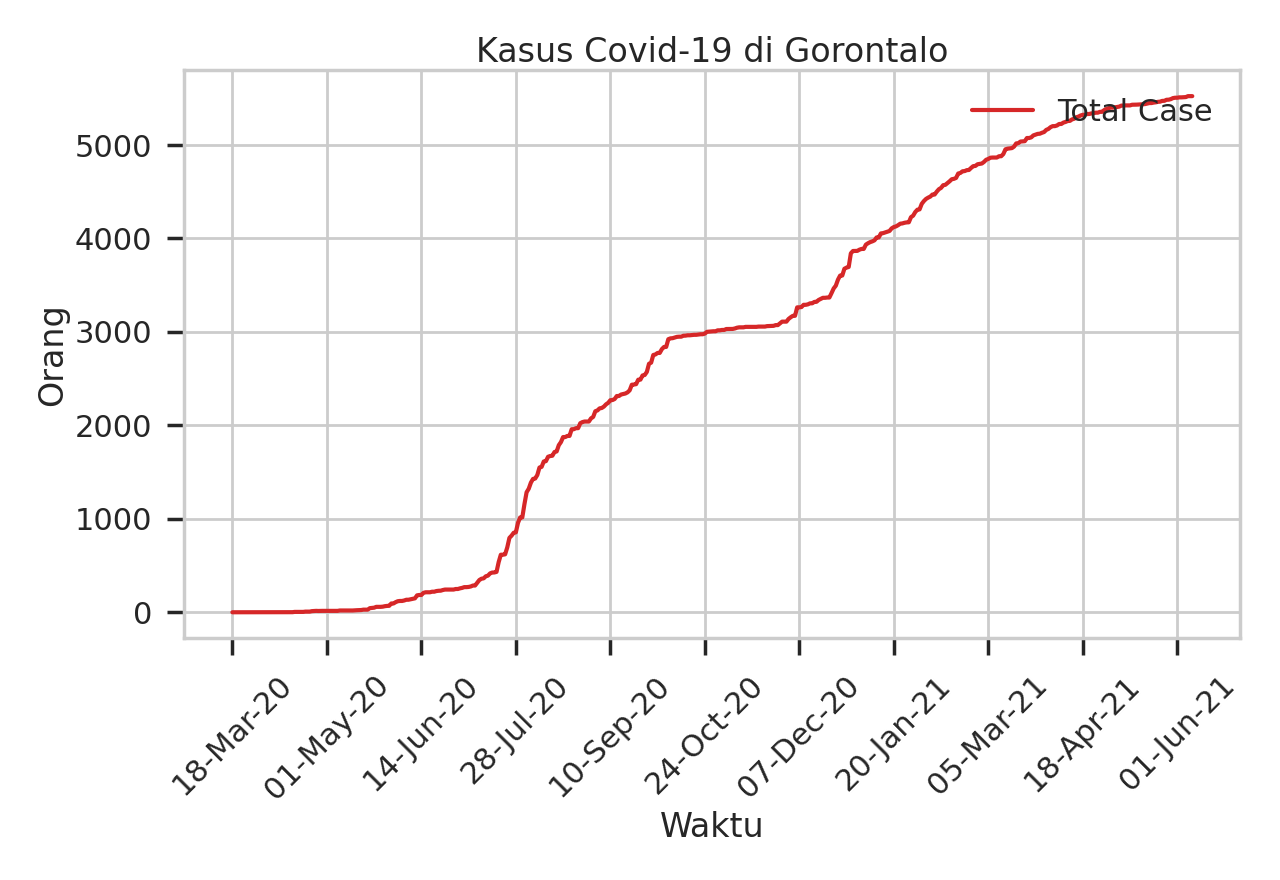 Kasus Covid-19 di Gorontalo
Total Case
5000
4000
3000
2000
1000
0
Orang
18-Mar-20
01-May-20
14-Jun-20
28-Jul-20
10-Sep-20
24-Oct-20
07-Dec-20
20-Jan-21
05-Mar-21
18-Apr-21
01-Jun-21
Waktu